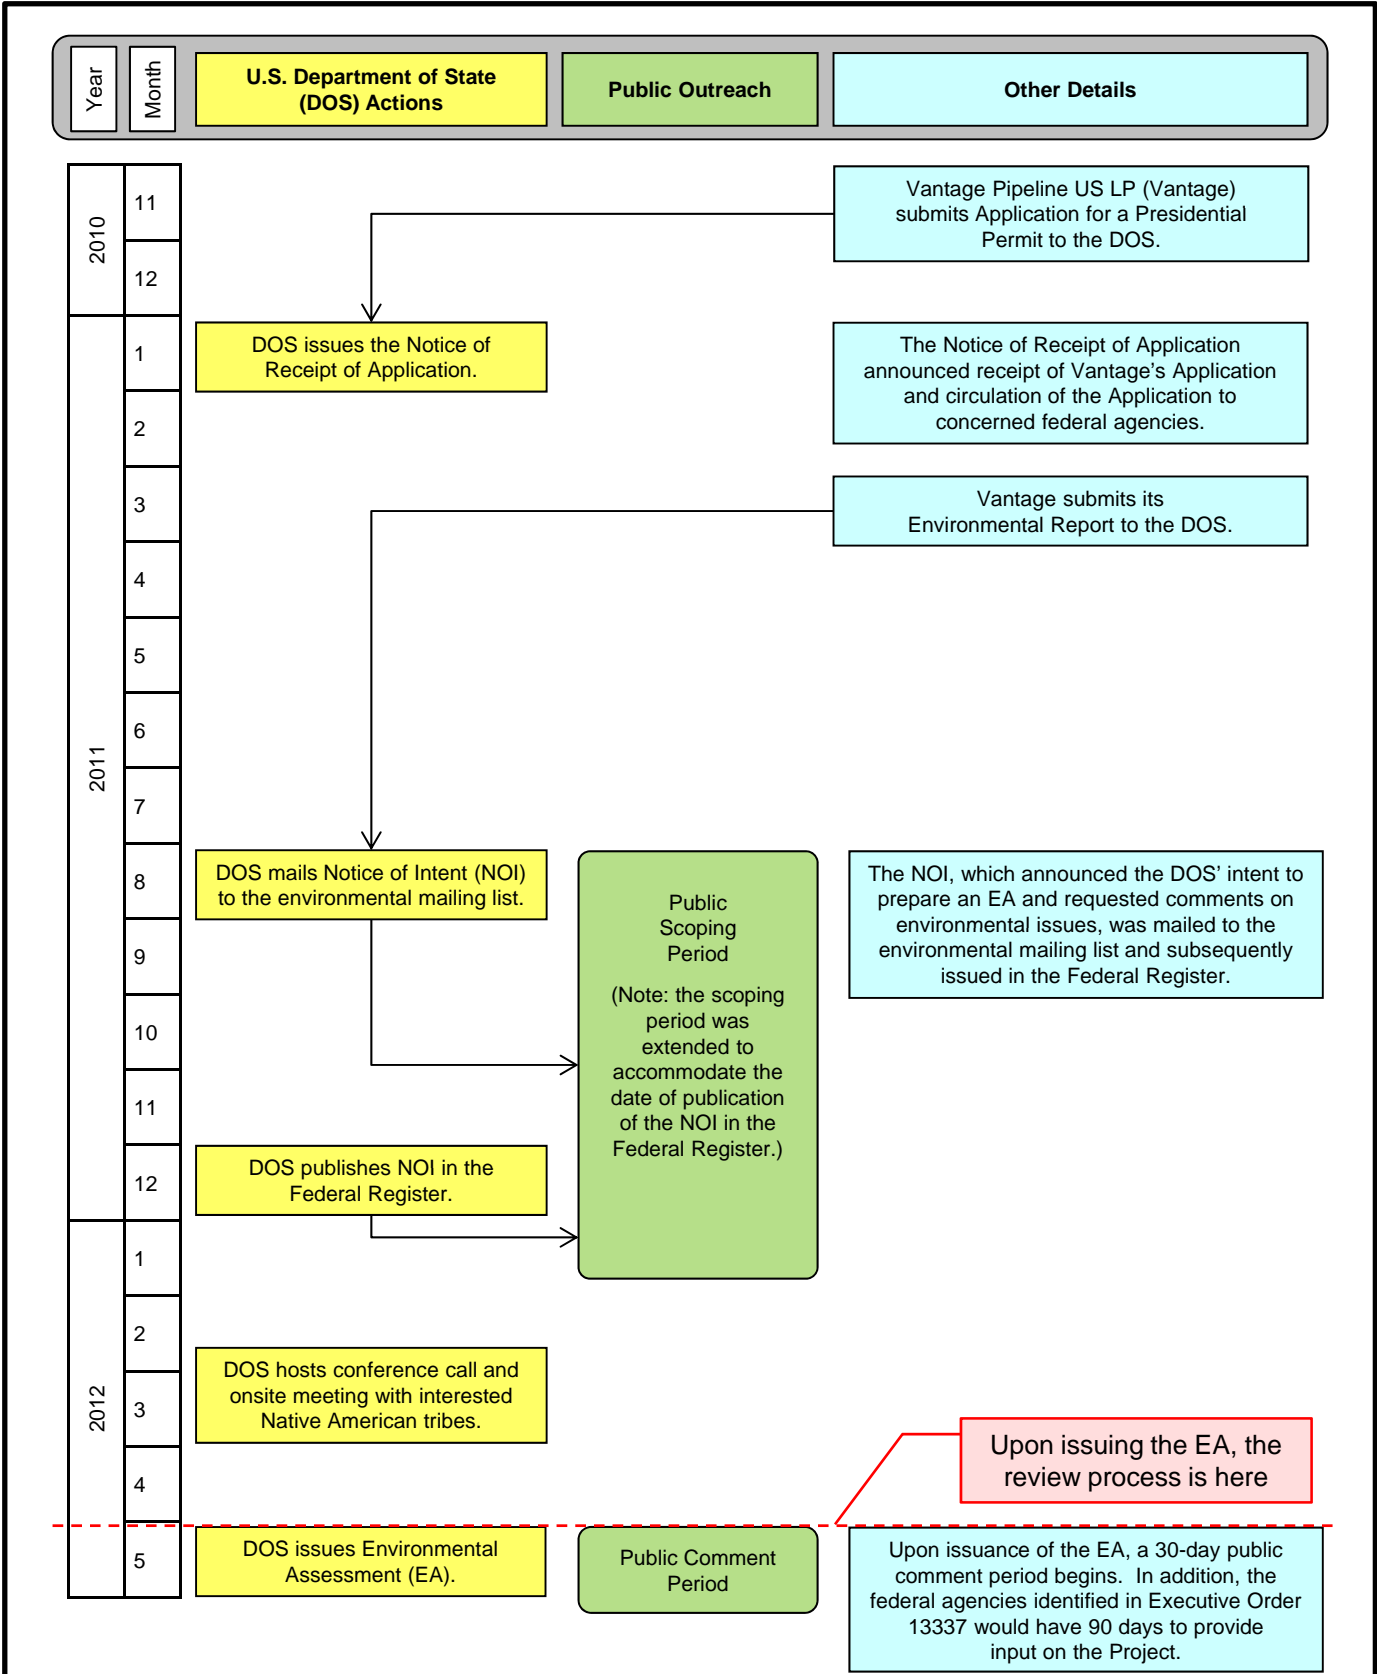 Year
Month
U.S. Department of State
(DOS) Actions
Public Outreach
Other Details
2010
11
12
Vantage Pipeline US LP (Vantage)
submits Application for a Presidential
Permit to the DOS.
2011
1
DOS issues the Notice of
Receipt of Application.
The Notice of Receipt of Application
announced receipt of Vantage's Application
and circulation of the Application to
concerned federal agencies.
2
3
Vantage submits its
Environmental Report to the DOS.
4
5
6
7
8
DOS mails Notice of Intent (NOI)
to the environmental mailing list.
Public
Scoping
Period
(Note: the scoping
period was
extended to
accommodate the
date of publication
of the NOI in the
Federal Register.)
The NOI, which announced the DOS' intent to
prepare an EA and requested comments on
environmental issues, was mailed to the
environmental mailing list and subsequently
issued in the Federal Register.
9
10
11
12
DOS publishes NOI in the
Federal Register.
2012
1
2
3
DOS hosts conference call and
onsite meeting with interested
Native American tribes.
4
Upon issuing the EA, the
review process is here
5
DOS issues Environmental
Assessment (EA).
Public Comment
Period
Upon issuance of the EA, a 30-day public
comment period begins. In addition, the
federal agencies identified in Executive Order
13337 would have 90 days to provide
input on the Project.